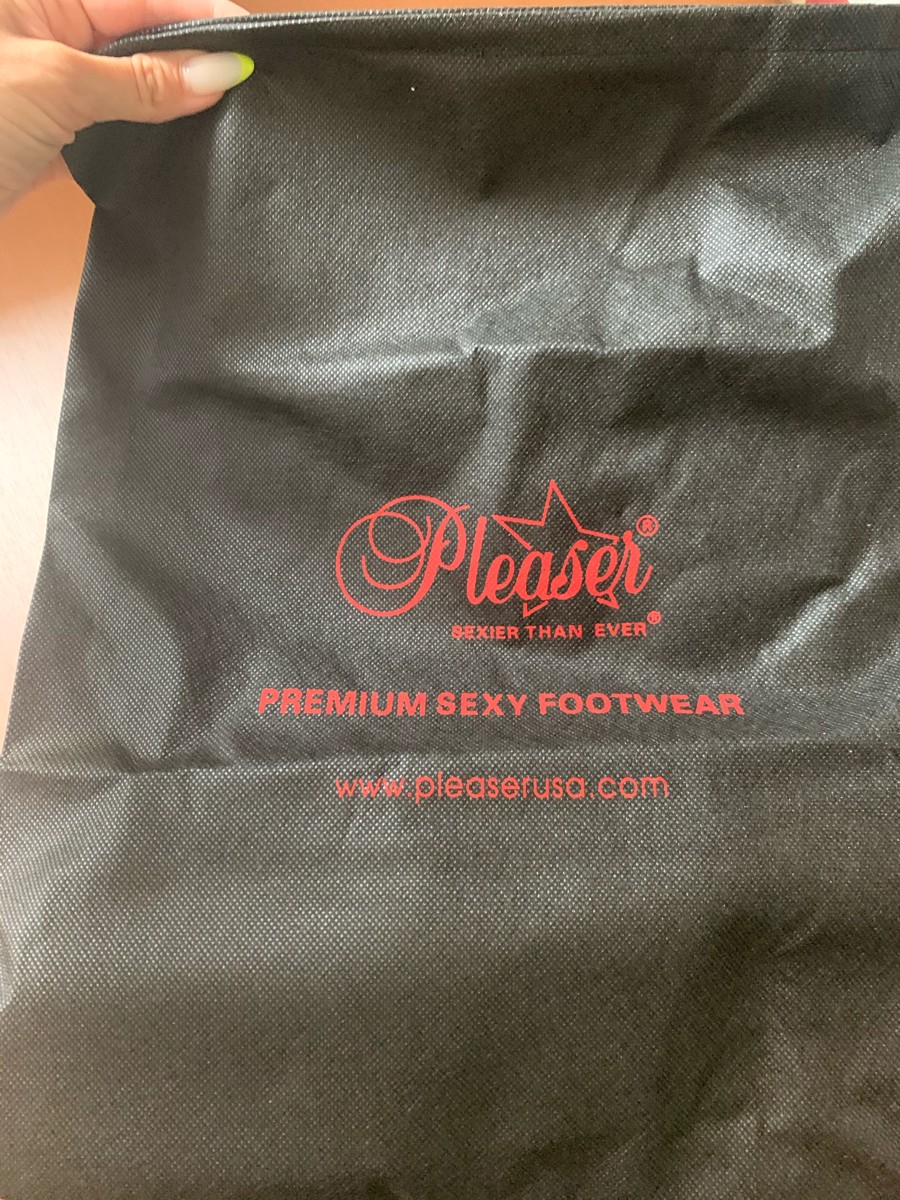 Pleaser®
SEXIER THAN EVER®
PREMIUM SEXY FOOTWEAR
www.pleaserusa.com